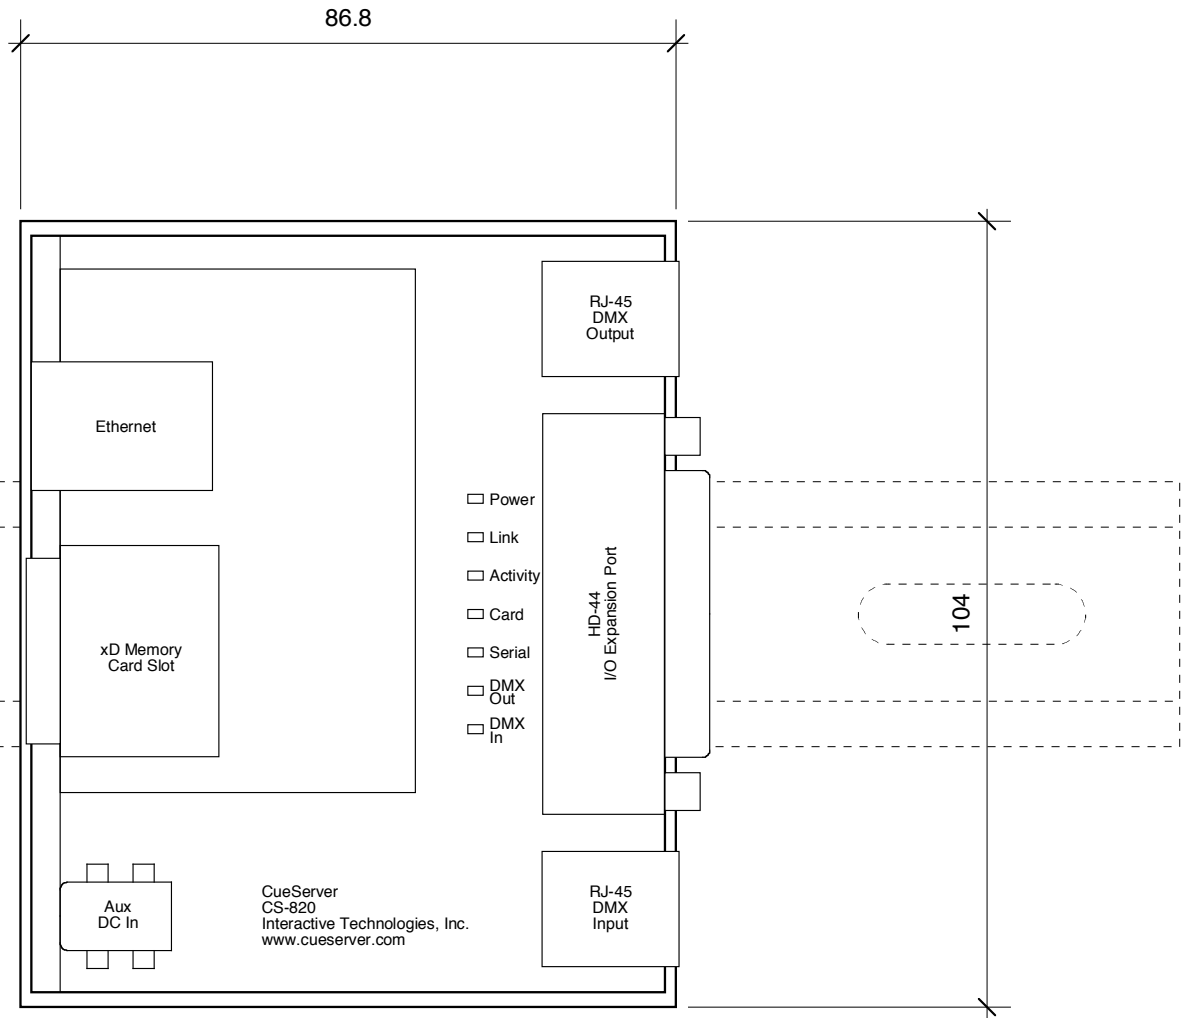 86.8
RJ-45
DMX
Output
Ethernet
Power
Link
Activity
Card
Serial
DMX
Out
DMX
In
HD-44
I/O Expansion Port
104
xD Memory
Card Slot
Aux
DC In
CueServer
CS-820
Interactive Technologies, Inc.
www.cueserver.com
RJ-45
DMX
Input